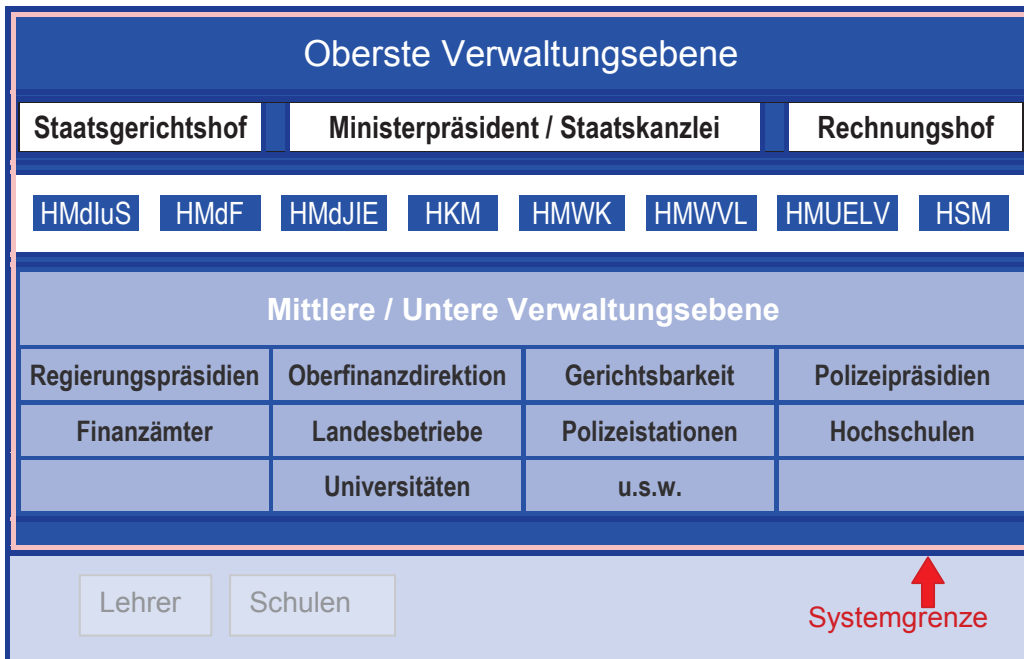 Oberste Verwaltungsebene
Staatsgerichtshof Ministerpräsident / Staatskanzlei Rechnungshof
HMdIuS HMdF HMdJIE HKM HMWK HMWVL HMUELV HSM
Mittlere / Untere Verwaltungsebene
Regierungspräsidien Oberfinanzdirektion Gerichtsbarkeit Polizeipräsidien
Finanzämter Landesbetriebe Polizeistationen Hochschulen
Universitäten u.s.w.
Lehrer Schulen
Systemgrenze